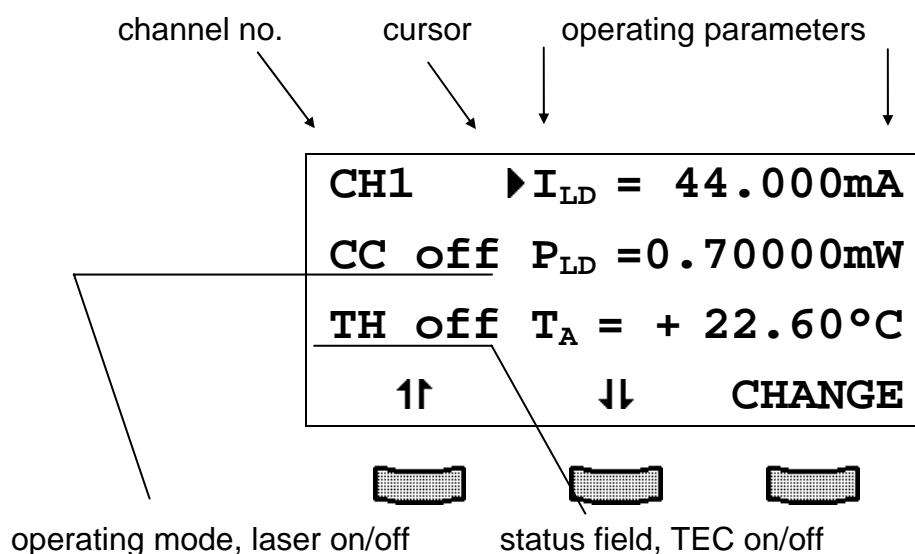 channel no. cursor operating parameters
CH1 I_LD = 44.000mA
CC off P_LD =0.70000mW
TH off T_A = + 22.60°C
CHANGE
operating mode, laser on/off status field, TEC on/off